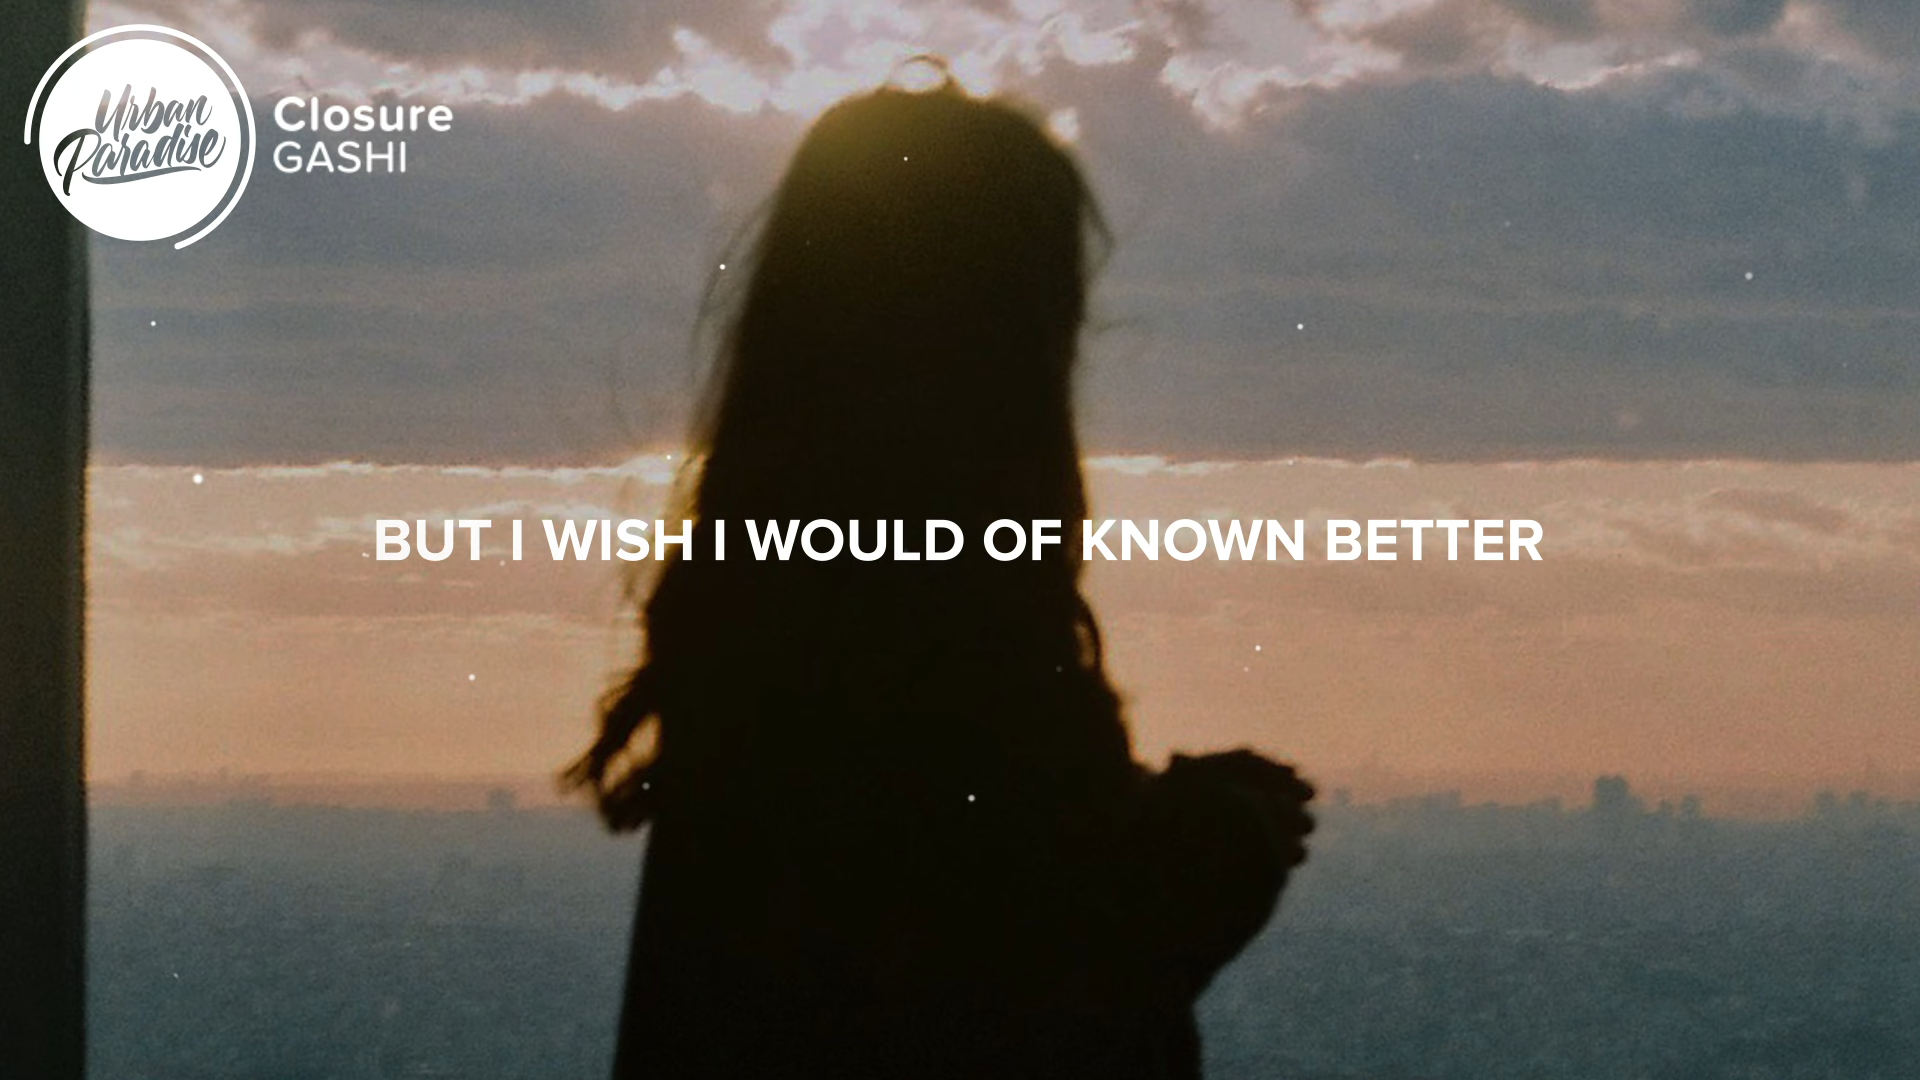 Urban
Paradise
Closure
GASHI
BUT I WISH I WOULD OF KNOWN BETTER